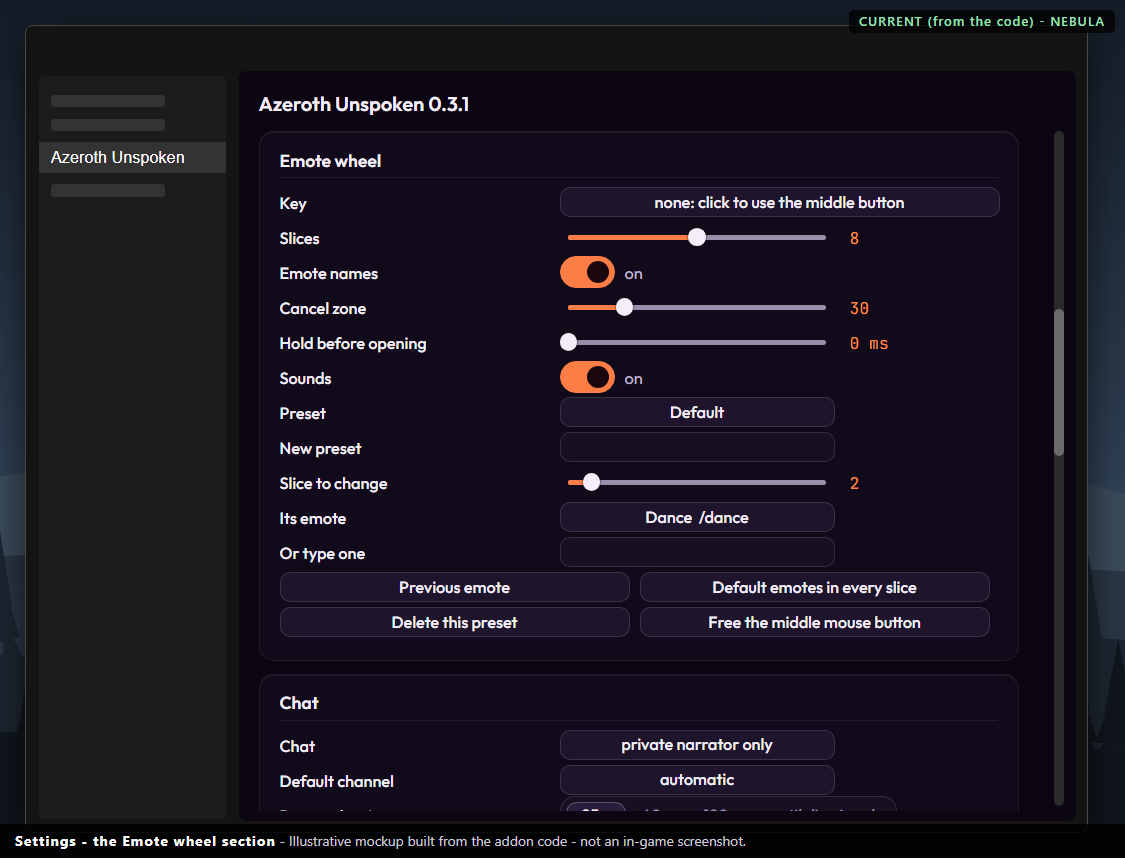 CURRENT (from the code) - NEBULA
Azeroth Unspoken
Azeroth Unspoken 0.3.1
Emote wheel
Key none: click to use the middle button
Slices 8
Emote names on
Cancel zone 30
Hold before opening 0 ms
Sounds on
Preset Default
New preset
Slice to change 2
Its emote Dance /dance
Or type one
Previous emote Default emotes in every slice
Delete this preset Free the middle mouse button
Chat
Chat private narrator only
Default channel automatic
Settings - the Emote wheel section - Illustrative mockup built from the addon code - not an in-game screenshot.